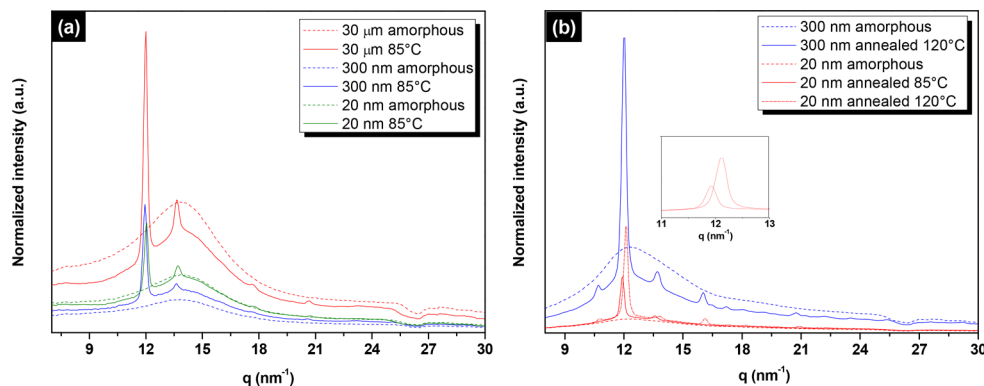 (a)
30 μm amorphous
30 μm 85°C
300 nm amorphous
300 nm 85°C
20 nm amorphous
20 nm 85°C
Normalized intensity (a.u.)
9 12 15 18 21 24 27 30
q (nm⁻¹)
(b)
300 nm amorphous
300 nm annealed 120°C
20 nm amorphous
20 nm annealed 85°C
20 nm annealed 120°C
Normalized intensity (a.u.)
11 12 13
q (nm⁻¹)
9 12 15 18 21 24 27 30
q (nm⁻¹)